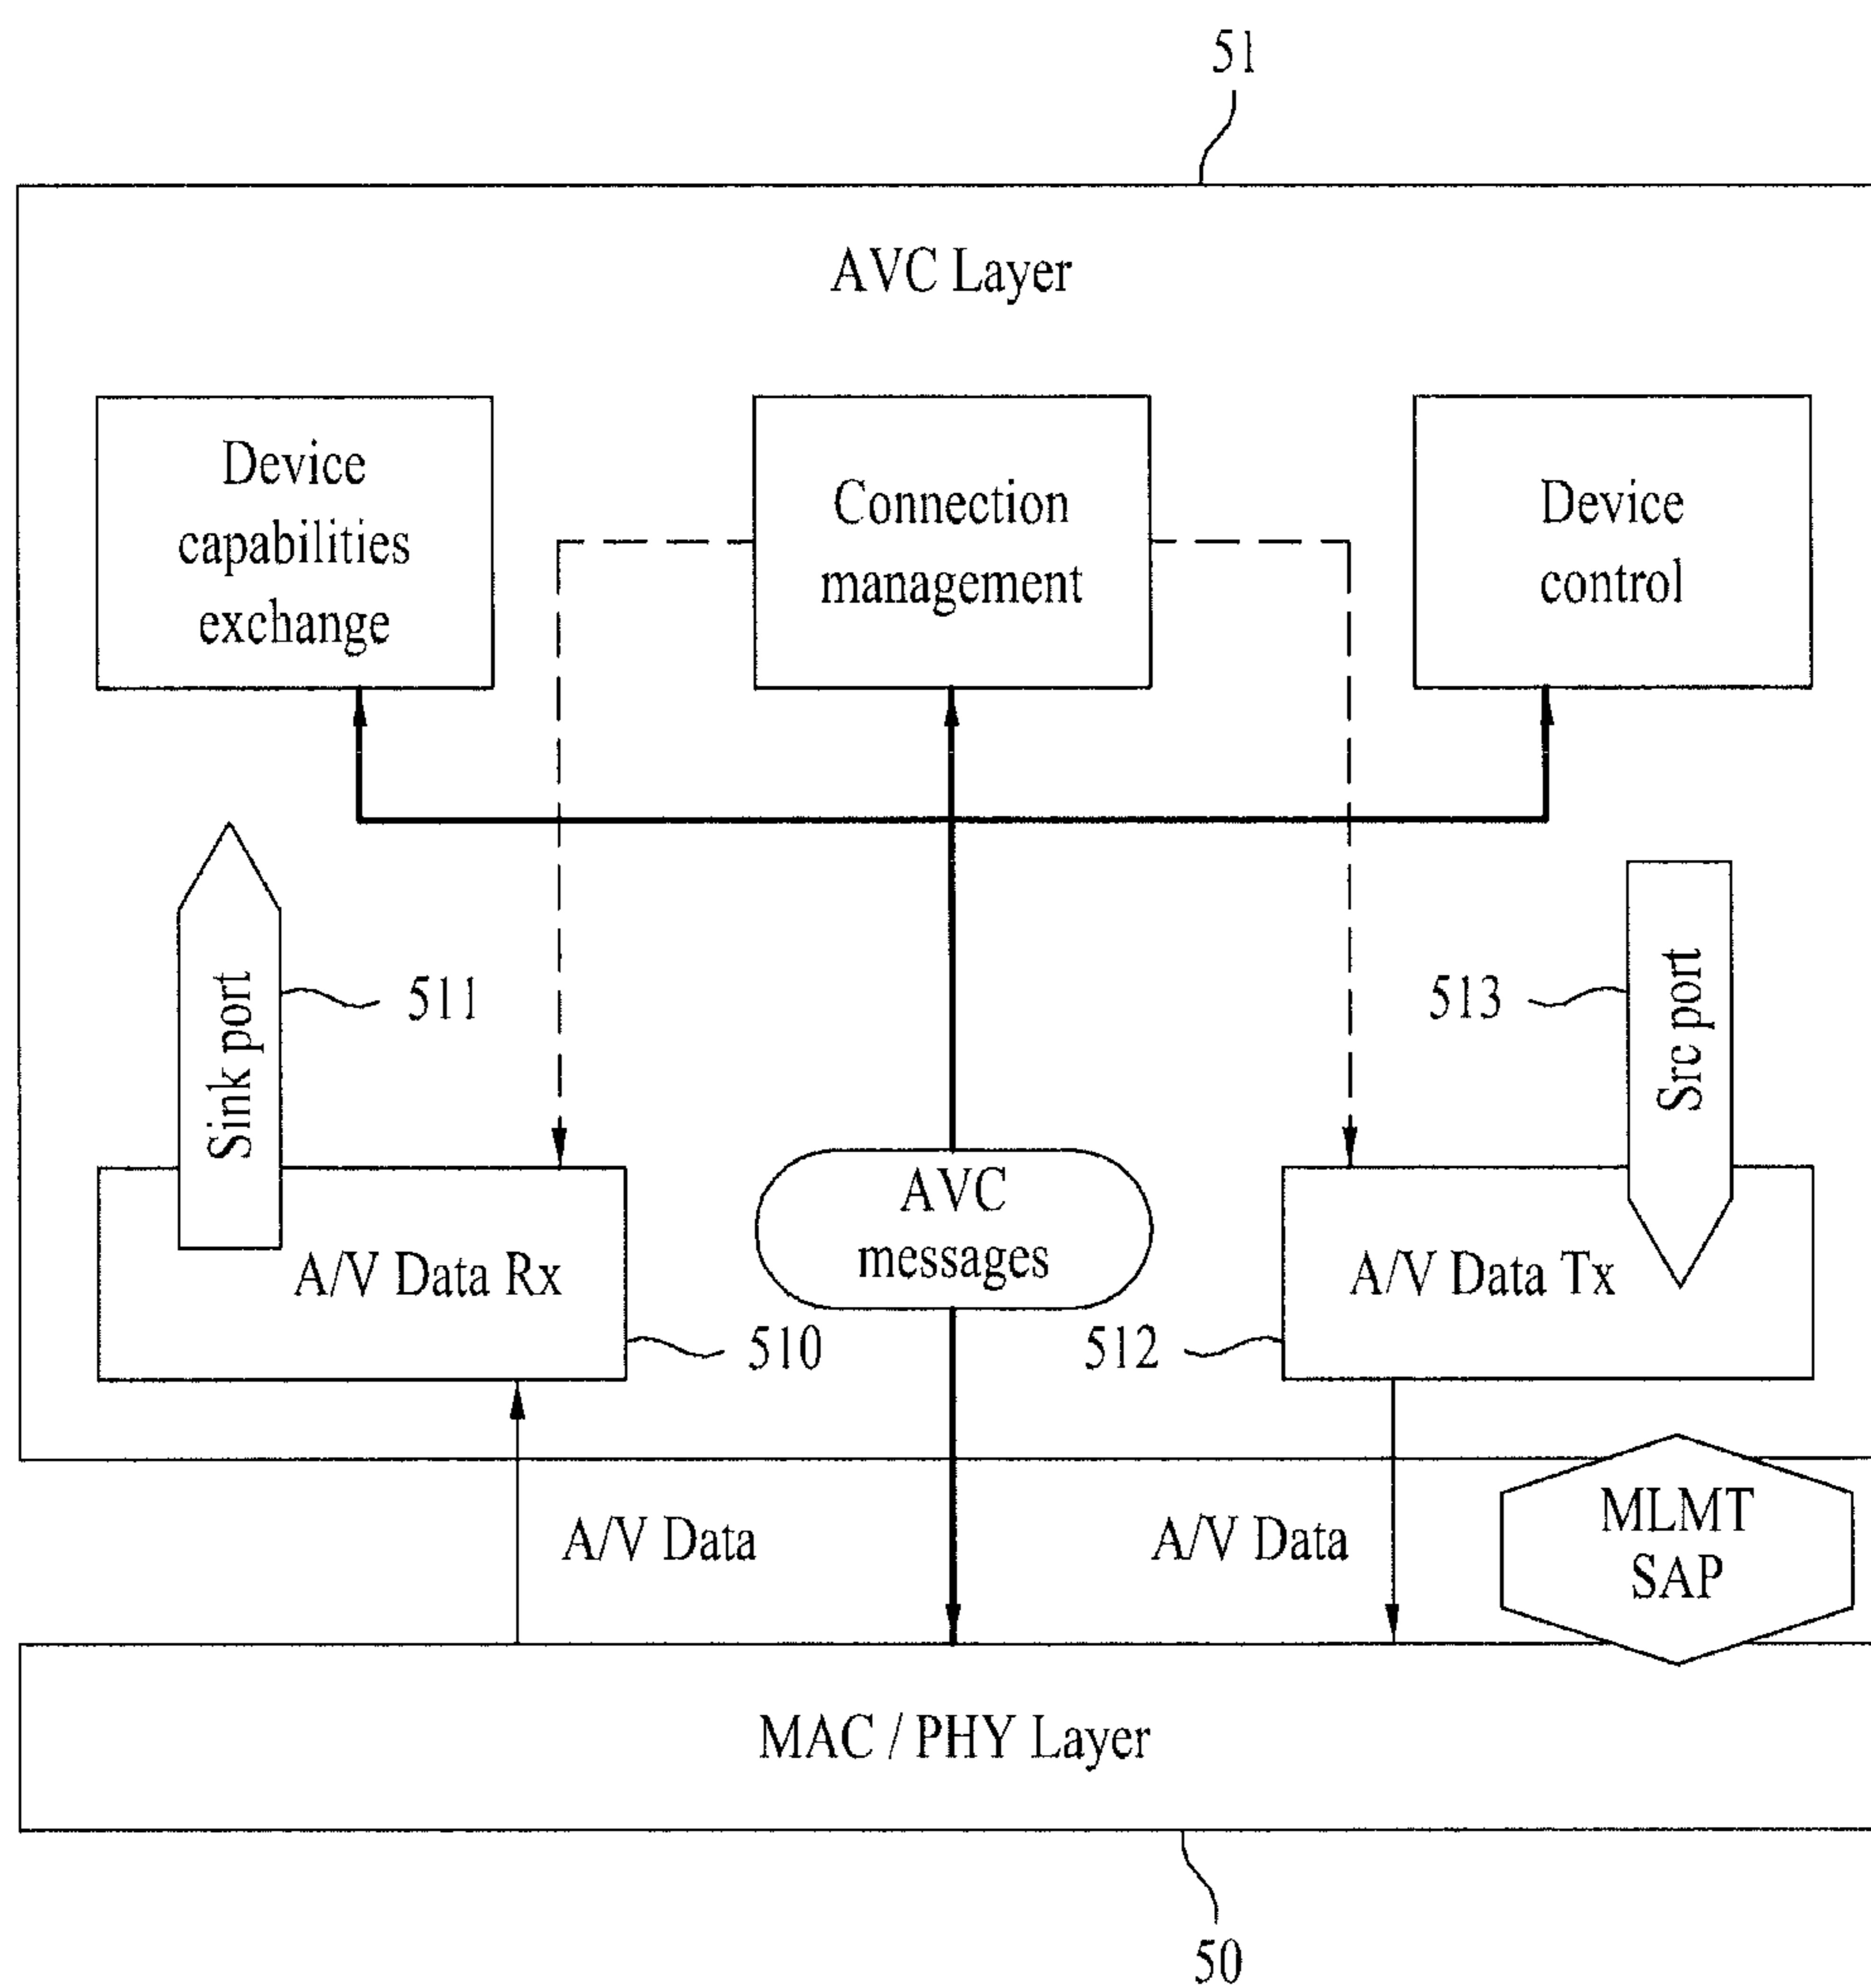 51
AVC Layer
Device
capabilities
exchange
Connection
management
Device
control
Sink port
511
513
Src port
A/V Data Rx
510
AVC
messages
512
A/V Data Tx
A/V Data
A/V Data
MLMT
SAP
MAC / PHY Layer
50